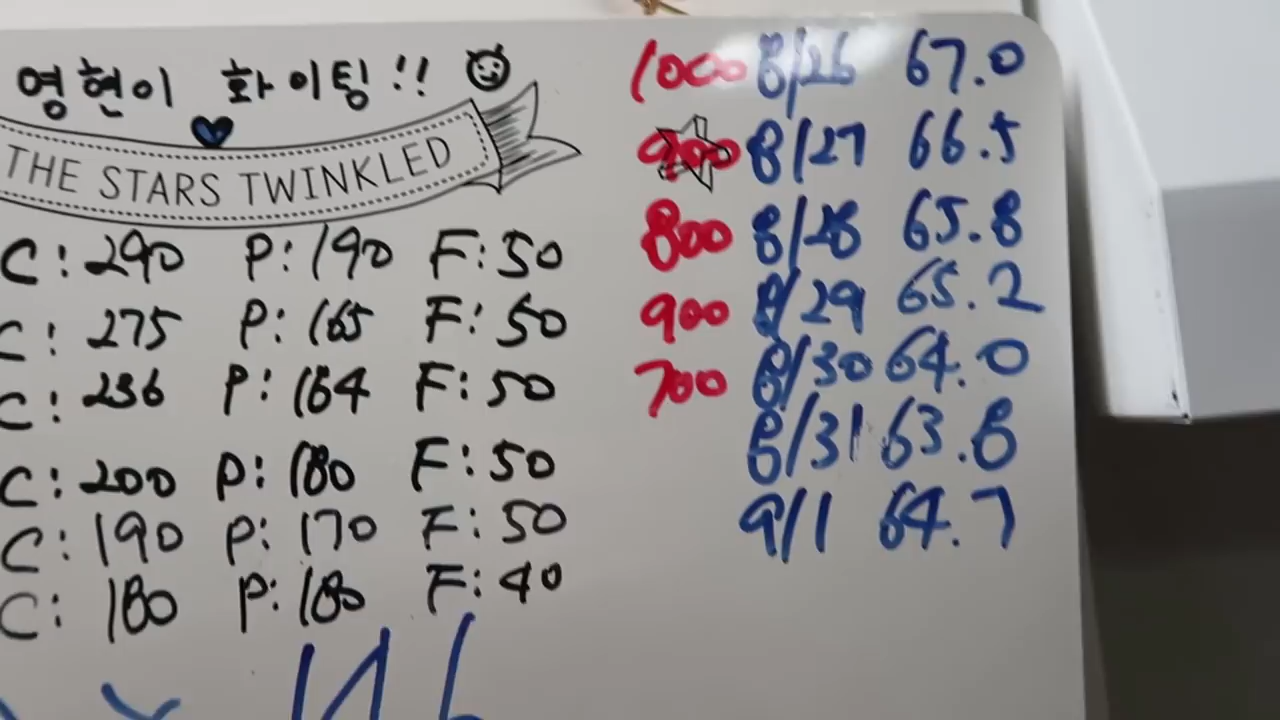 영현이 화이팅!!
THE STARS TWINKLED
C: 290 P: 190 F: 50
C: 275 P: 165 F: 50
C: 236 P: 164 F: 50
C: 200 P: 180 F: 50
C: 190 P: 170 F: 50
C: 180 P: 180 F: 40
1000 8/26 67.0
900 8/27 66.5
800 8/28 65.8
900 8/29 65.2
700 8/30 64.0
8/31 63.8
9/1 64.7